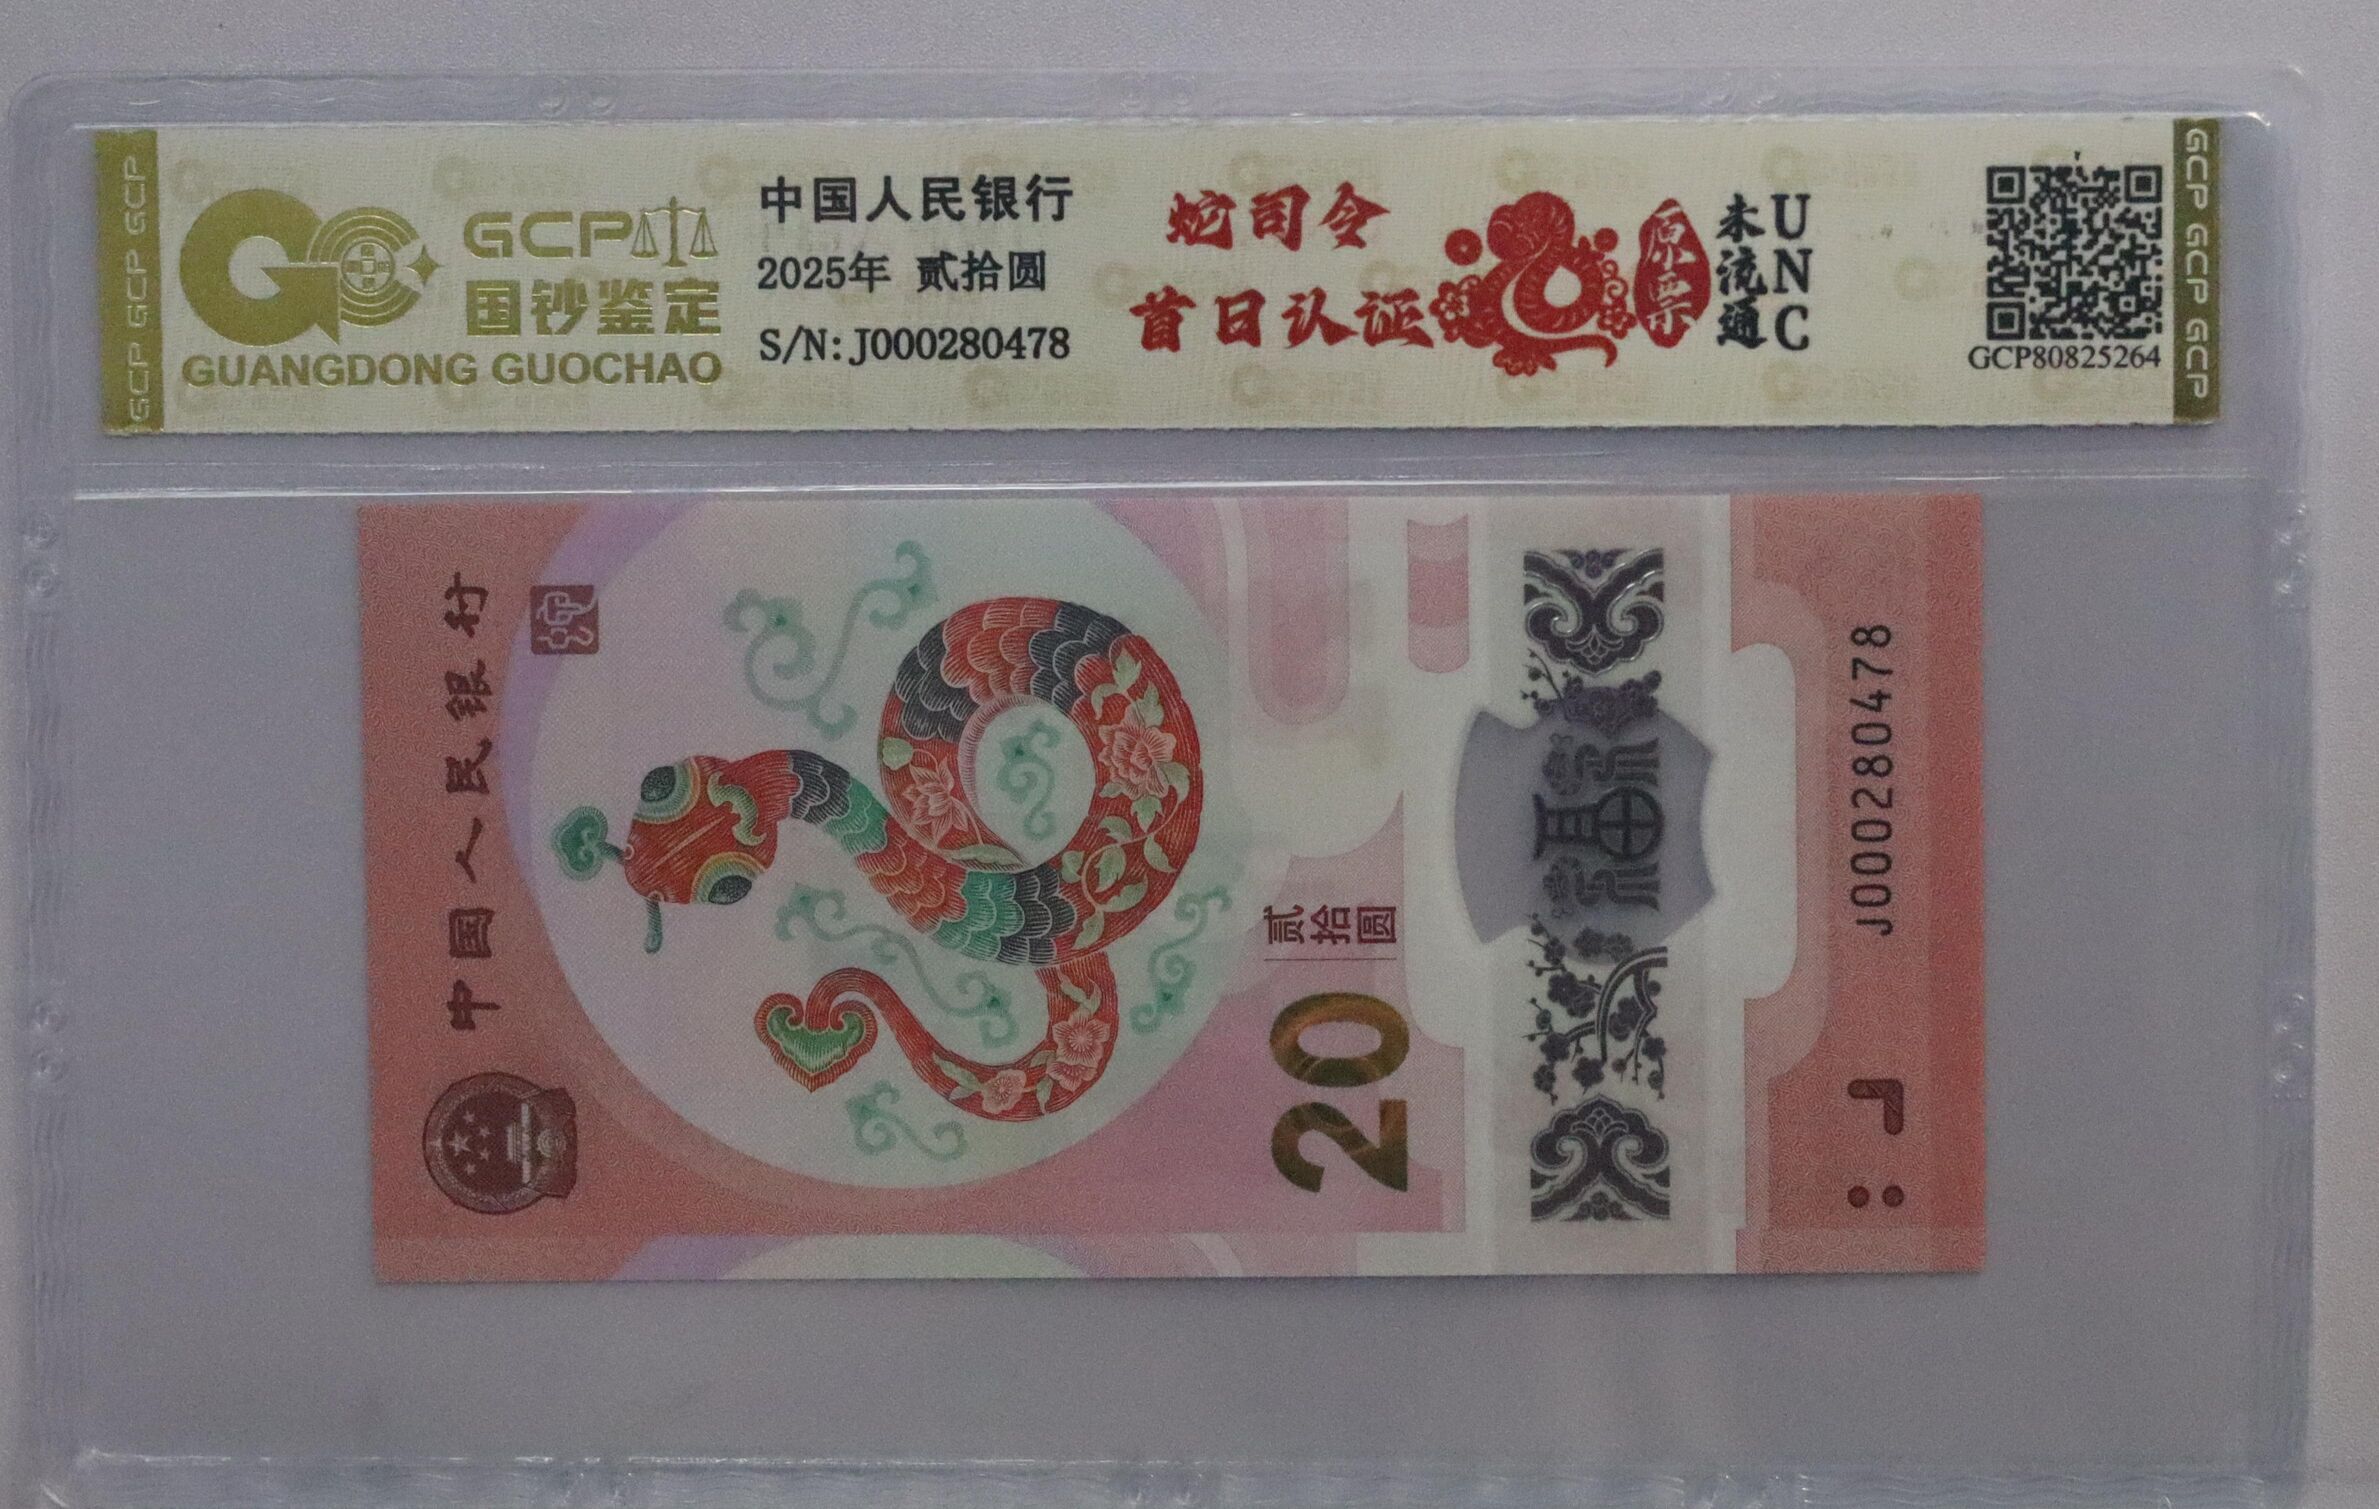 GCP GCP GCP
GCP
国钞鉴定
GUANGDONG GUOCHAO
中国人民银行
2025年 贰拾圆
S/N: J000280478
蛇司令
首日认证
原票
未流通
UNC
GCP80825264
GCP GCP GCP
中国人民银行
蛇
20
贰拾圆
福
J000280478